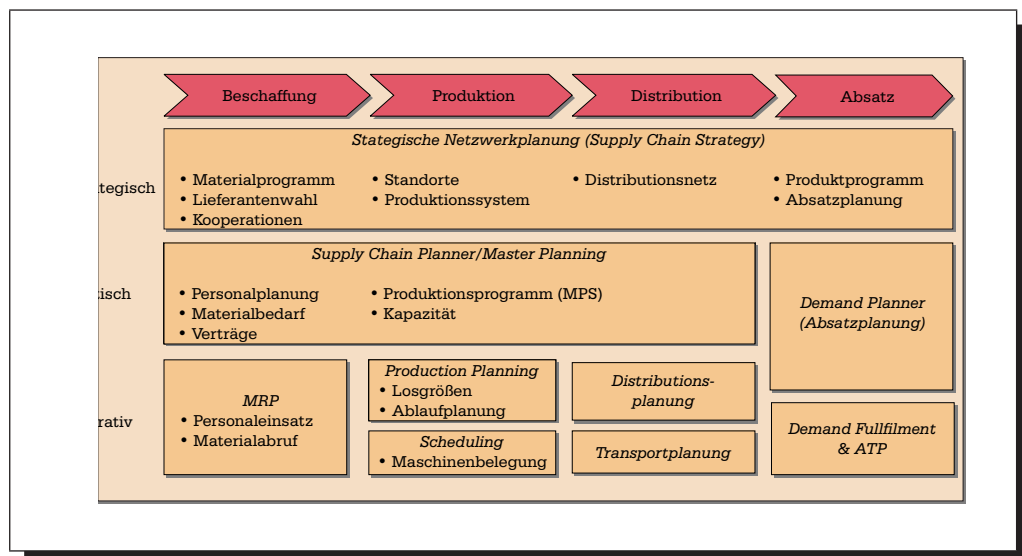 Beschaffung
Produktion
Distribution
Absatz
Stategische Netzwerkplanung (Supply Chain Strategy)
tegisch
• Materialprogramm
• Lieferantenwahl
• Kooperationen
• Standorte
• Produktionssystem
• Distributionsnetz
• Produktprogramm
• Absatzplanung
Supply Chain Planner/Master Planning
tisch
• Personalplanung
• Materialbedarf
• Verträge
• Produktionsprogramm (MPS)
• Kapazität
Demand Planner
(Absatzplanung)
rativ
MRP
• Personaleinsatz
• Materialabruf
Production Planning
• Losgrößen
• Ablaufplanung
Scheduling
• Maschinenbelegung
Distributions-
planung
Transportplanung
Demand Fullfilment
& ATP